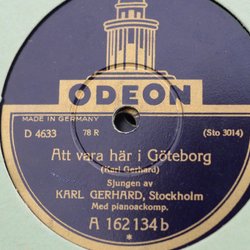 ODEON
MADE IN GERMANY
D 4633 78 R (Sto 3014)
Att vara här i Göteborg
(Karl Gerhard)
Sjungen av
KARL GERHARD, Stockholm
Med pianoackomp.
A 162134 b
*